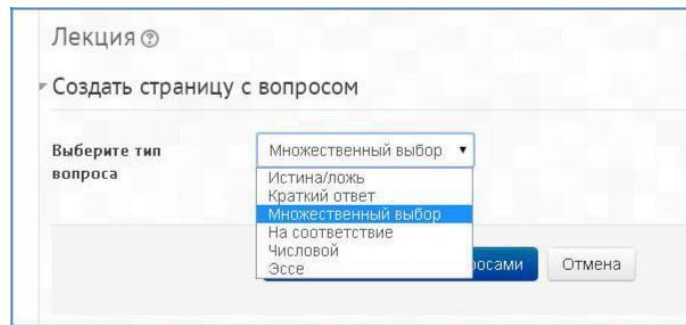 Лекция
Создать страницу с вопросом
Выберите тип
вопроса
Множественный выбор
Истина/ложь
Краткий ответ
Множественный выбор
На соответствие
Числовой
Эссе
осами
Отмена